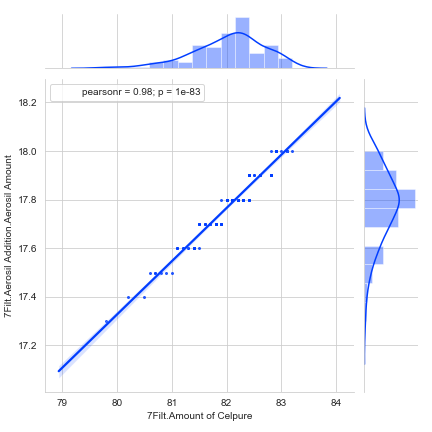 pearsonr = 0.98; p = 1e-83
18.2
18.0
17.8
17.6
17.4
17.2
7Filt.Aerosil Addition.Aerosil Amount
79 80 81 82 83 84
7Filt.Amount of Celpure